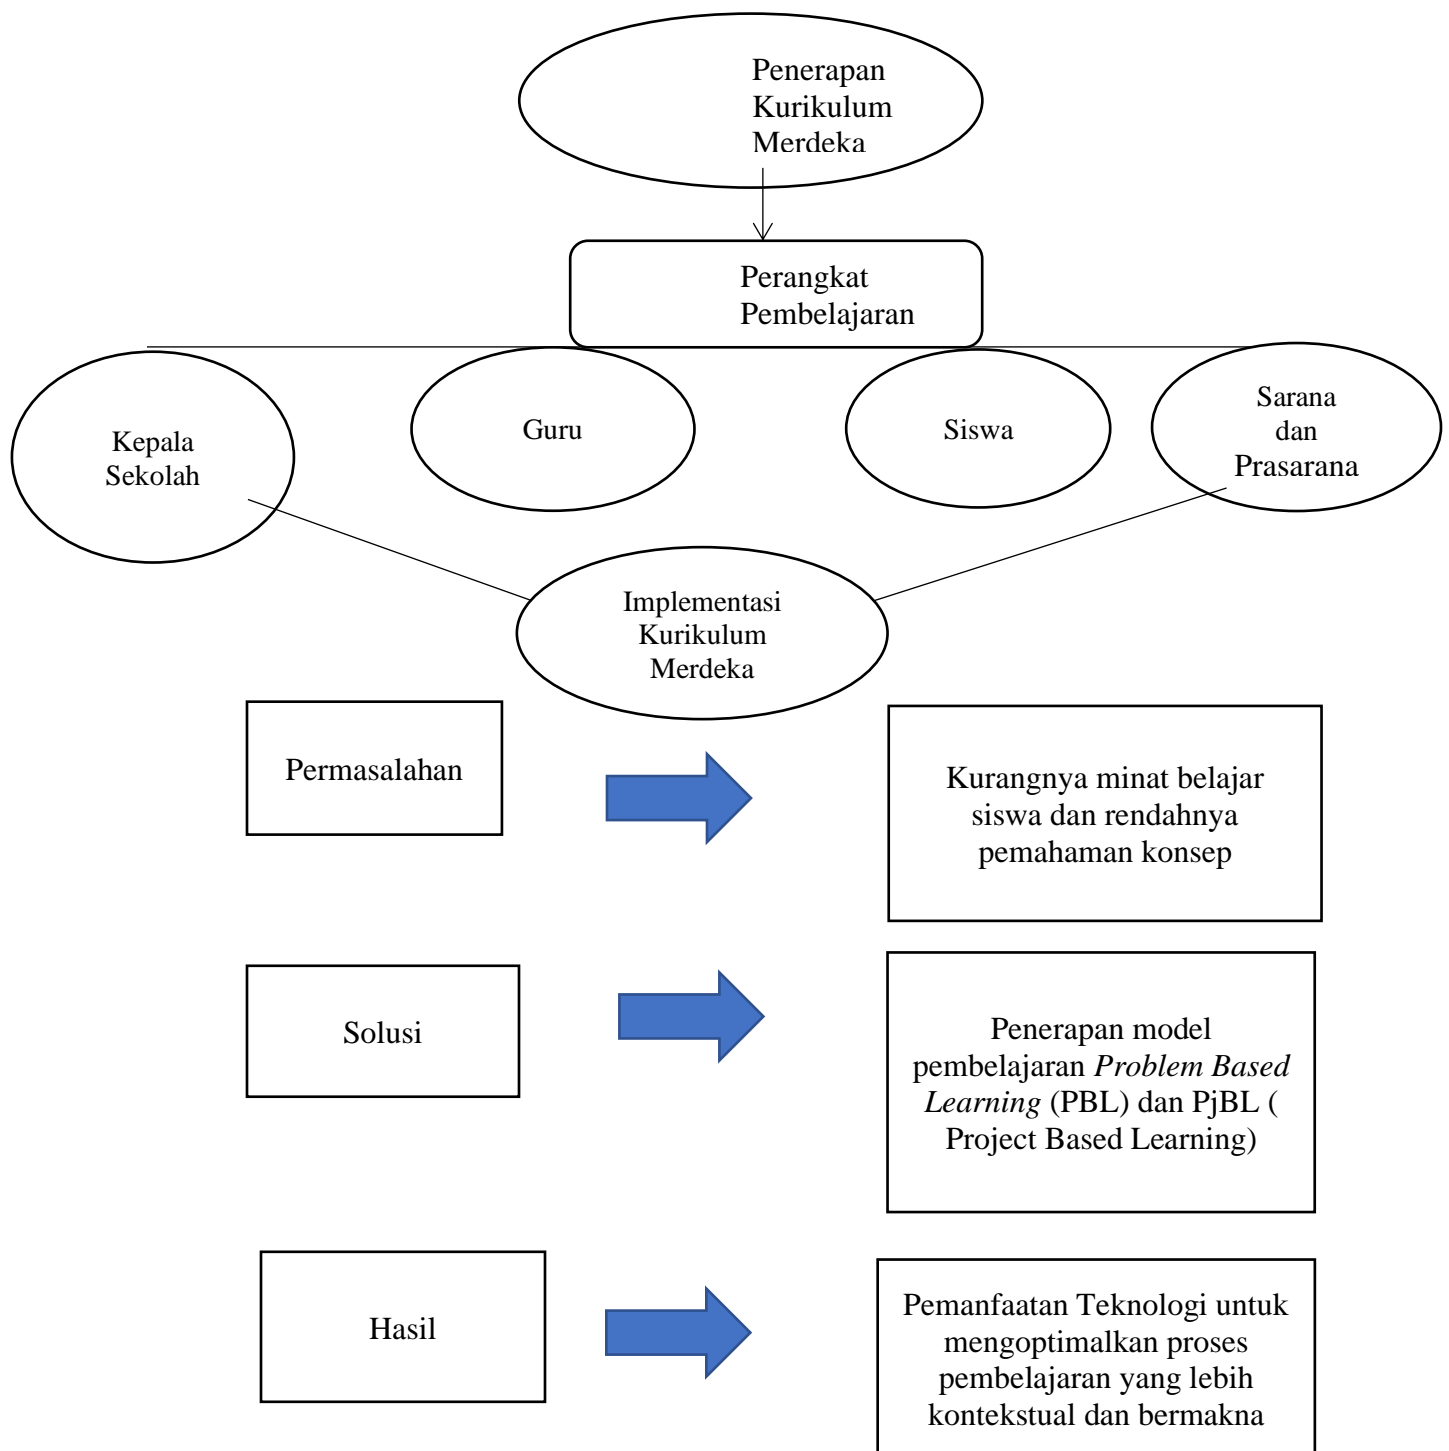 Penerapan
Kurikulum
Merdeka
Perangkat
Pembelajaran
Kepala
Sekolah
Guru
Siswa
Sarana
dan
Prasarana
Implementasi
Kurikulum
Merdeka
Permasalahan
Kurangnya minat belajar
siswa dan rendahnya
pemahaman konsep
Solusi
Penerapan model
pembelajaran Problem Based
Learning (PBL) dan PjBL (
Project Based Learning)
Hasil
Pemanfaatan Teknologi untuk
mengoptimalkan proses
pembelajaran yang lebih
kontekstual dan bermakna